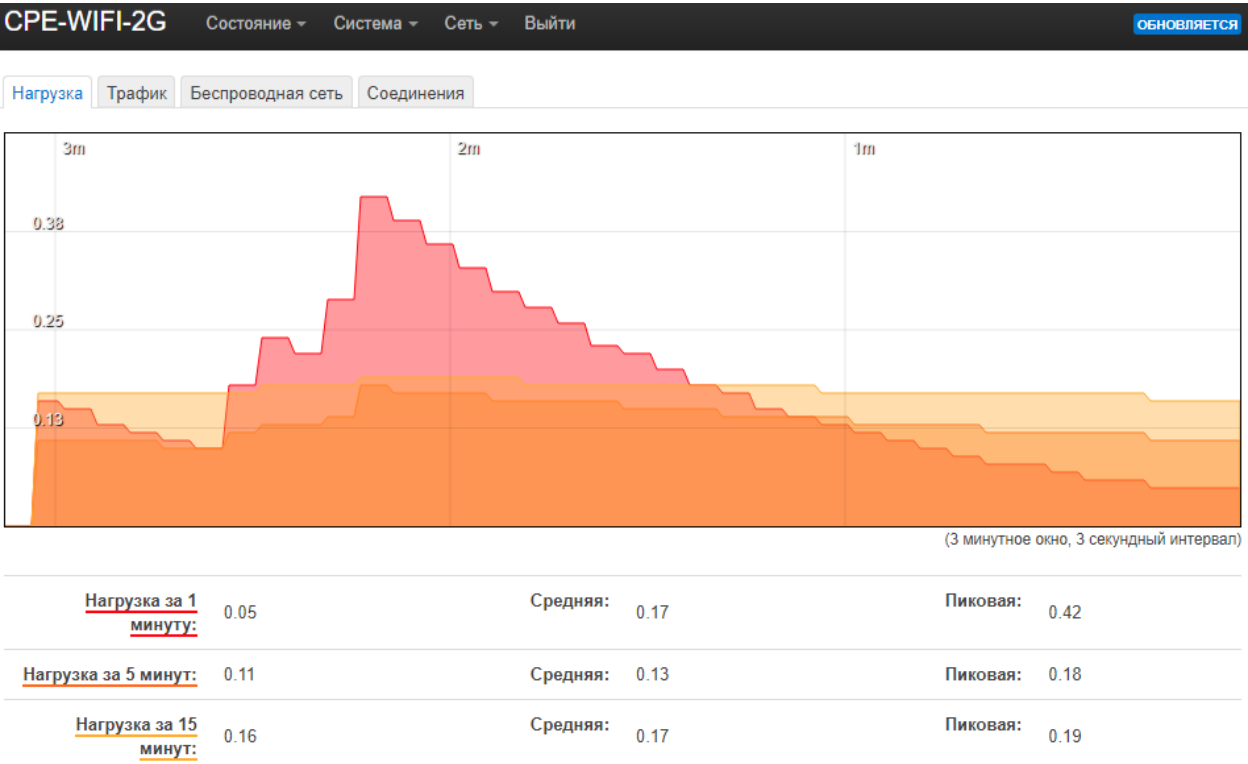 CPE-WIFI-2G Состояние Система Сеть Выйти ОБНОВЛЯЕТСЯ
Нагрузка Трафик Беспроводная сеть Соединения
3m 2m 1m
0.38
0.25
0.13
(3 минутное окно, 3 секундный интервал)
Нагрузка за 1 минуту: 0.05 Средняя: 0.17 Пиковая: 0.42
Нагрузка за 5 минут: 0.11 Средняя: 0.13 Пиковая: 0.18
Нагрузка за 15 минут: 0.16 Средняя: 0.17 Пиковая: 0.19